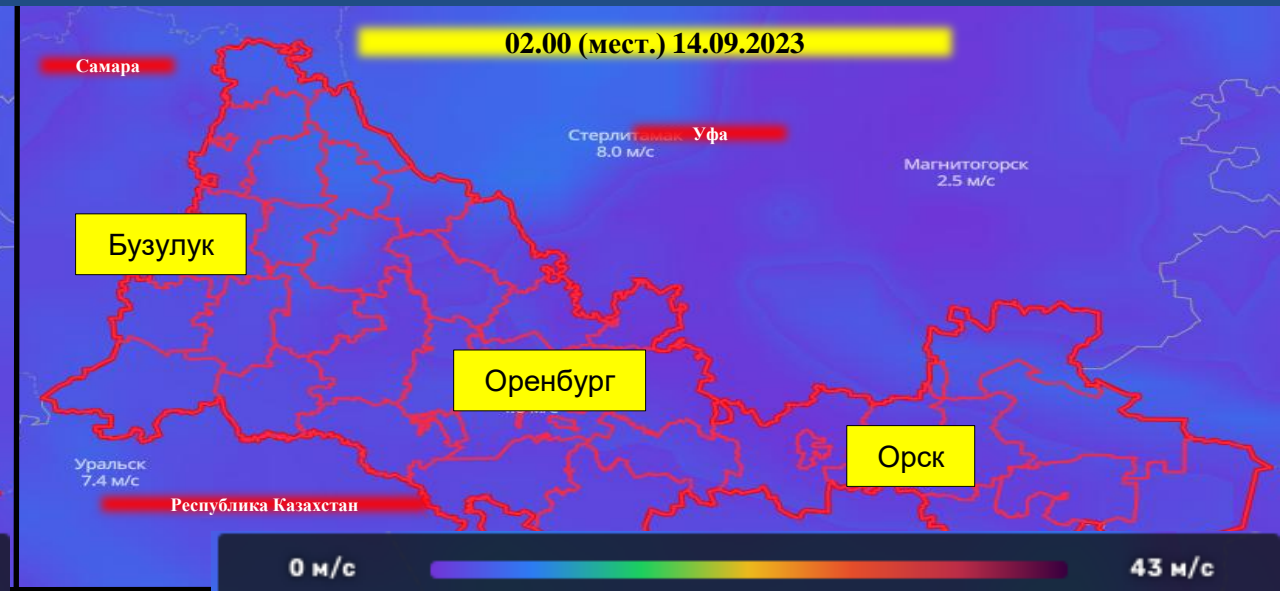 02.00 (мест.) 14.09.2023
Самара
Стерлитамак
8.0 м/с
Уфа
Магнитогорск
2.5 м/с
Бузулук
Оренбург
Орск
Уральск
7.4 м/с
Республика Казахстан
0 м/с
43 м/с